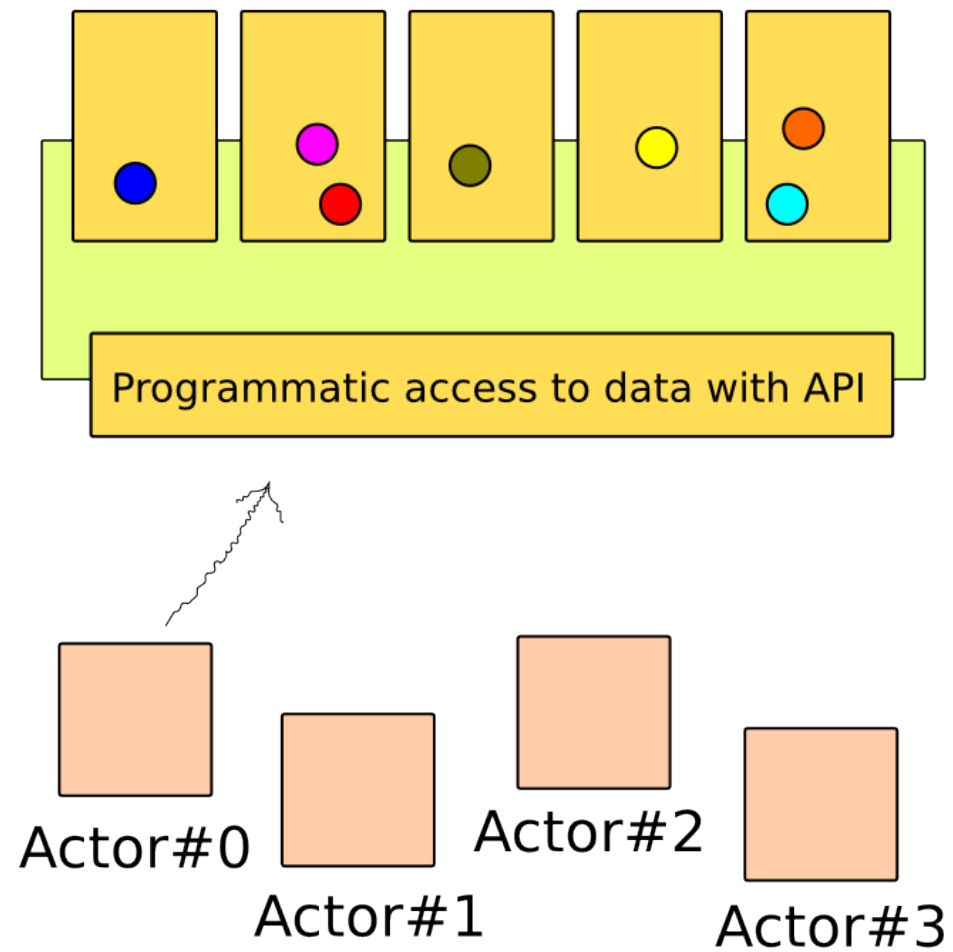 Programmatic access to data with API
Actor#0
Actor#1
Actor#2
Actor#3